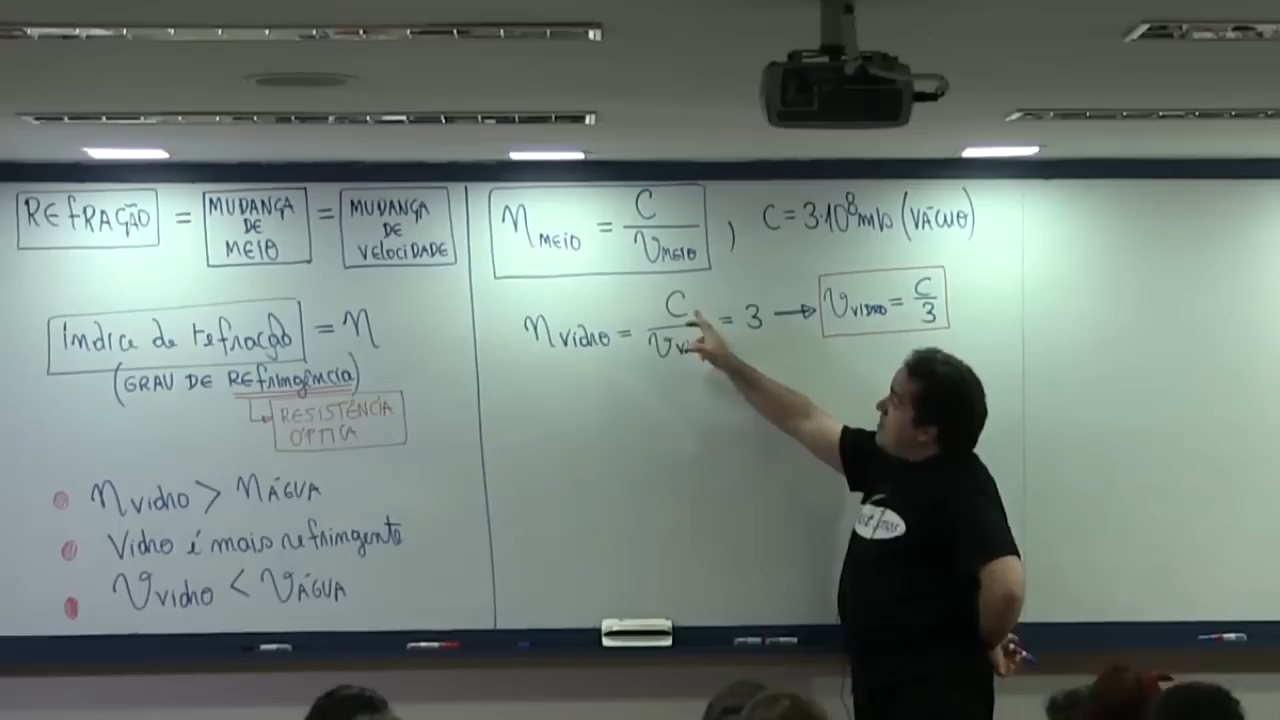 REFRAÇÃO = MUDANÇA DE MEIO = MUDANÇA DE VELOCIDADE
Índice de refração = n
(GRAU DE Refringência)
RESISTÊNCIA
ÓPTICA
n vidro > n ÁGUA
Vidro é mais refringente
v vidro < v ÁGUA
n MEIO = C / v MEIO , C = 3·10⁸ m/s (VÁCUO)
n vidro = C / v = 3 → v VIDRO = C / 3